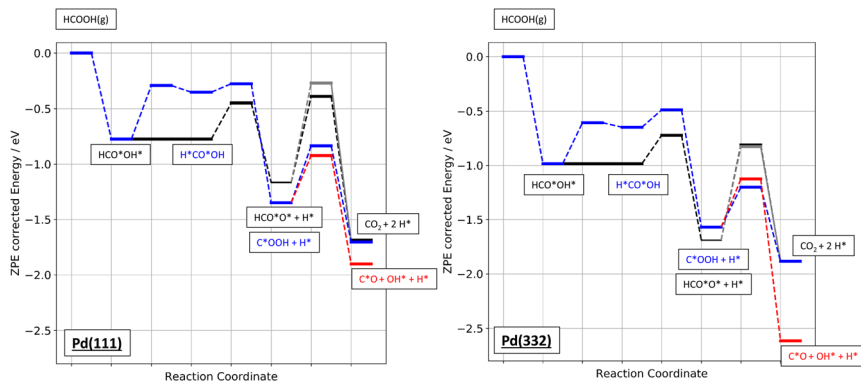 HCOOH(g)
ZPE corrected Energy / eV
0.0
−0.5
−1.0
−1.5
−2.0
−2.5
HCO*OH*
H*CO*OH
HCO*O* + H*
C*OOH + H*
CO₂ + 2 H*
C*O + OH* + H*
Pd(111)
Reaction Coordinate
HCOOH(g)
ZPE corrected Energy / eV
0.0
−0.5
−1.0
−1.5
−2.0
−2.5
HCO*OH*
H*CO*OH
C*OOH + H*
HCO*O* + H*
CO₂ + 2 H*
C*O + OH* + H*
Pd(332)
Reaction Coordinate